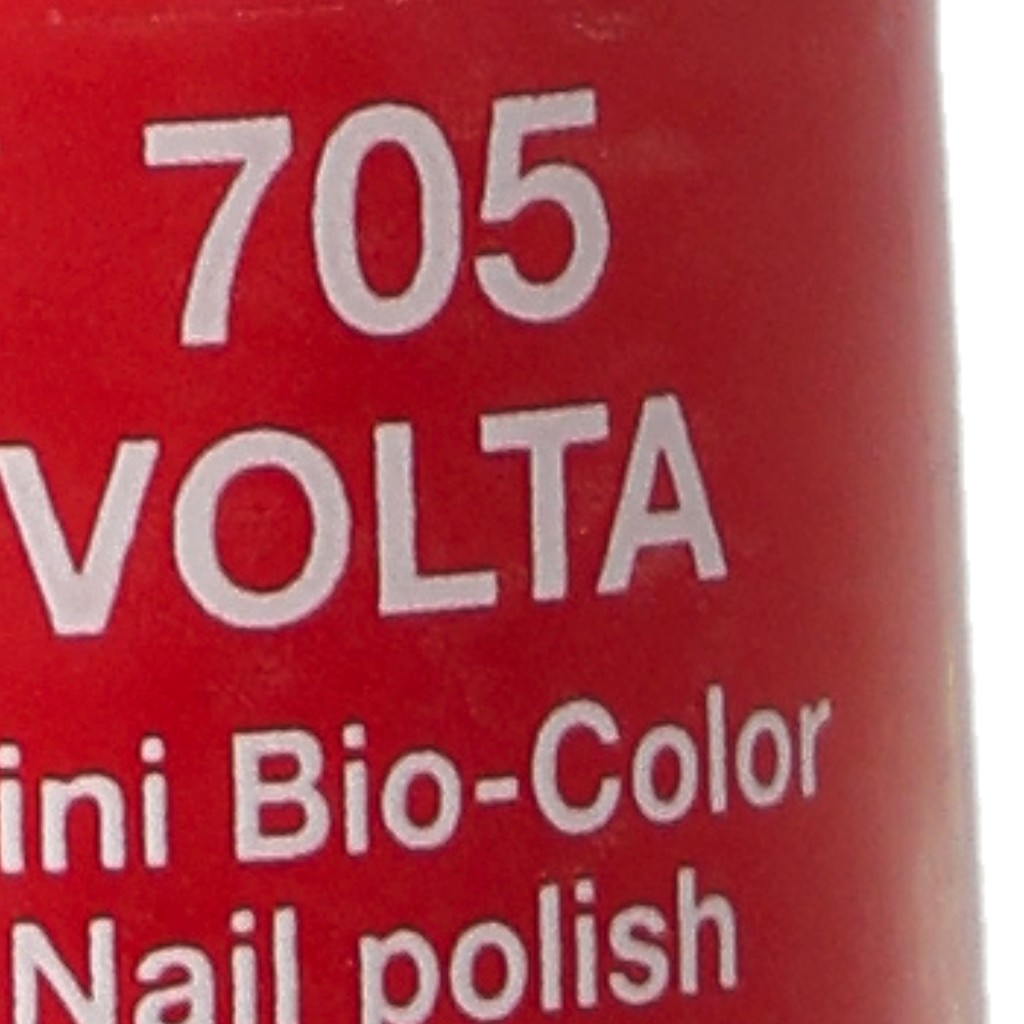 705
VOLTA
ini Bio-Color
Nail polish